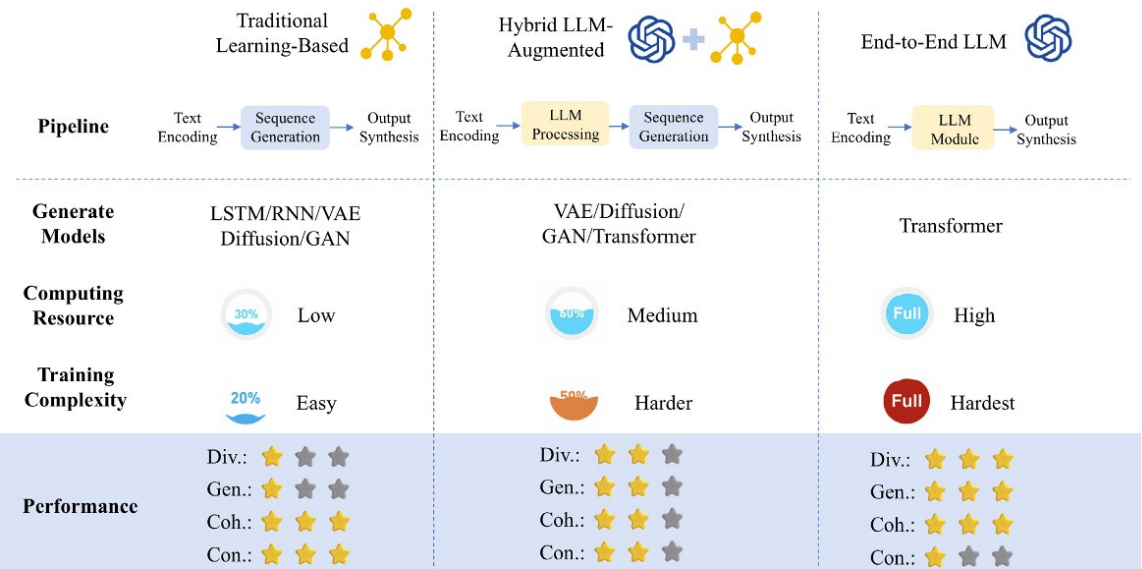 Traditional
Learning-Based
Hybrid LLM-
Augmented
End-to-End LLM
Pipeline
Text
Encoding
Sequence
Generation
Output
Synthesis
Text
Encoding
LLM
Processing
Sequence
Generation
Output
Synthesis
Text
Encoding
LLM
Module
Output
Synthesis
Generate
Models
LSTM/RNN/VAE
Diffusion/GAN
VAE/Diffusion/
GAN/Transformer
Transformer
Computing
Resource
30%
Low
60%
Medium
Full
High
Training
Complexity
20%
Easy
50%
Harder
Full
Hardest
Performance
Div.:
Gen.:
Coh.:
Con.:
Div.:
Gen.:
Coh.:
Con.:
Div.:
Gen.:
Coh.:
Con.: